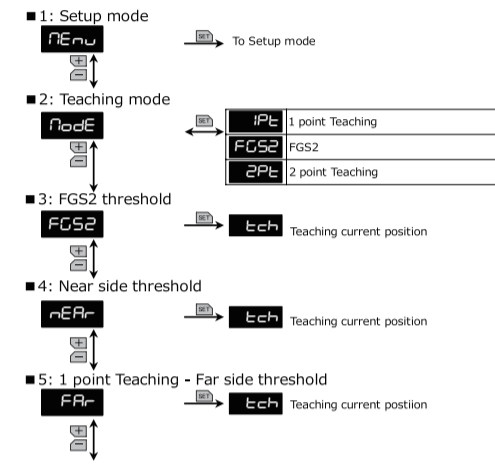 ■1: Setup mode
MEnu
SET
To Setup mode
+
−
■2: Teaching mode
ModE
SET
1Pt 1 point Teaching
FGS2 FGS2
2Pt 2 point Teaching
+
−
■3: FGS2 threshold
FGS2
SET
tch Teaching current position
+
−
■4: Near side threshold
nEAr
SET
tch Teaching current position
+
−
■5: 1 point Teaching - Far side threshold
FAr
SET
tch Teaching current postiion
+
−